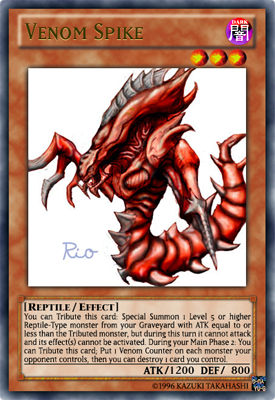 Venom Spike
DARK
闇
Rio
[REPTILE / EFFECT]
You can Tribute this card: Special Summon 1 Level 5 or higher
Reptile-Type monster from your Graveyard with ATK equal to or
less than the Tributed monster, but during this turn it cannot attack
and its effect(s) cannot be activated. During your Main Phase 2: You
can Tribute this card; Put 1 Venom Counter on each monster your
opponent controls, then you can destroy 1 card you control.
ATK/1200 DEF/ 800
©1996 KAZUKI TAKAHASHI